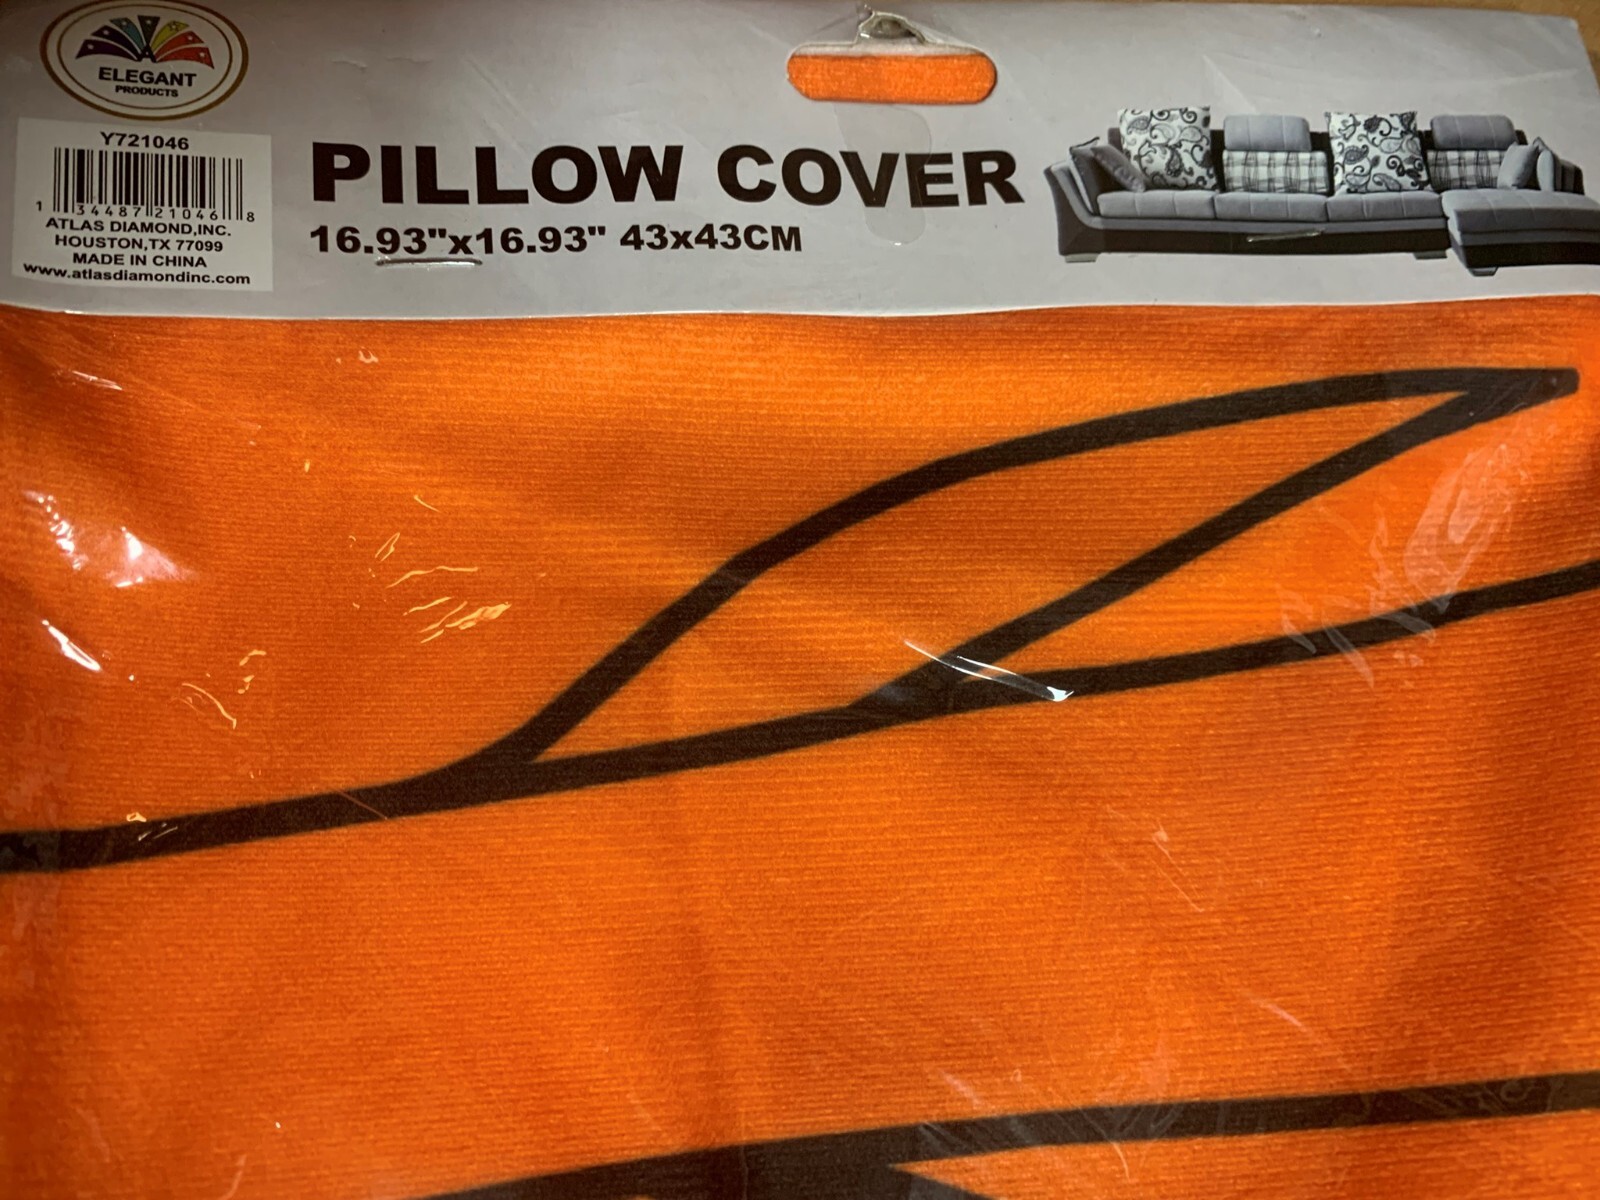 ELEGANT
PRODUCTS
Y721046
1 34487 21046 8
ATLAS DIAMOND,INC.
HOUSTON,TX 77099
MADE IN CHINA
www.atlasdiamondinc.com
PILLOW COVER
16.93"x16.93" 43x43CM